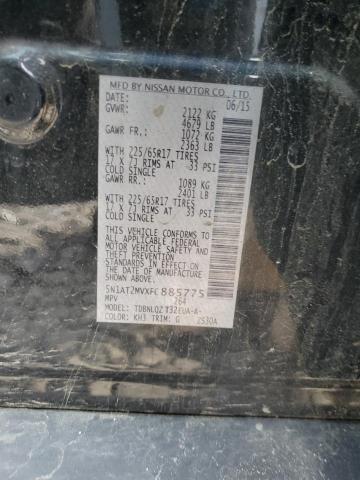 MFD BY NISSAN MOTOR CO., LTD.
DATE: 06/15
GVWR: 2122 KG
4679 LB
GAWR FR.: 1072 KG
2363 LB
WITH 225/65R17 TIRES
17 X 7J RIMS AT 33 PSI
COLD SINGLE
GAWR RR.: 1089 KG
2401 LB
WITH 225/65R17 TIRES
17 X 7J RIMS AT 33 PSI
COLD SINGLE
THIS VEHICLE CONFORMS TO ALL
APPLICABLE FEDERAL MOTOR
VEHICLE SAFETY, BUMPER, AND
THEFT PREVENTION
STANDARDS IN EFFECT ON THE
DATE OF MANUFACTURE SHOWN
ABOVE.
5N1AT2MVXFC885775
MPV 764
MODEL: TDBNLQZ T32EUA-A-
COLOR: KH3 TRIM: G 2530A